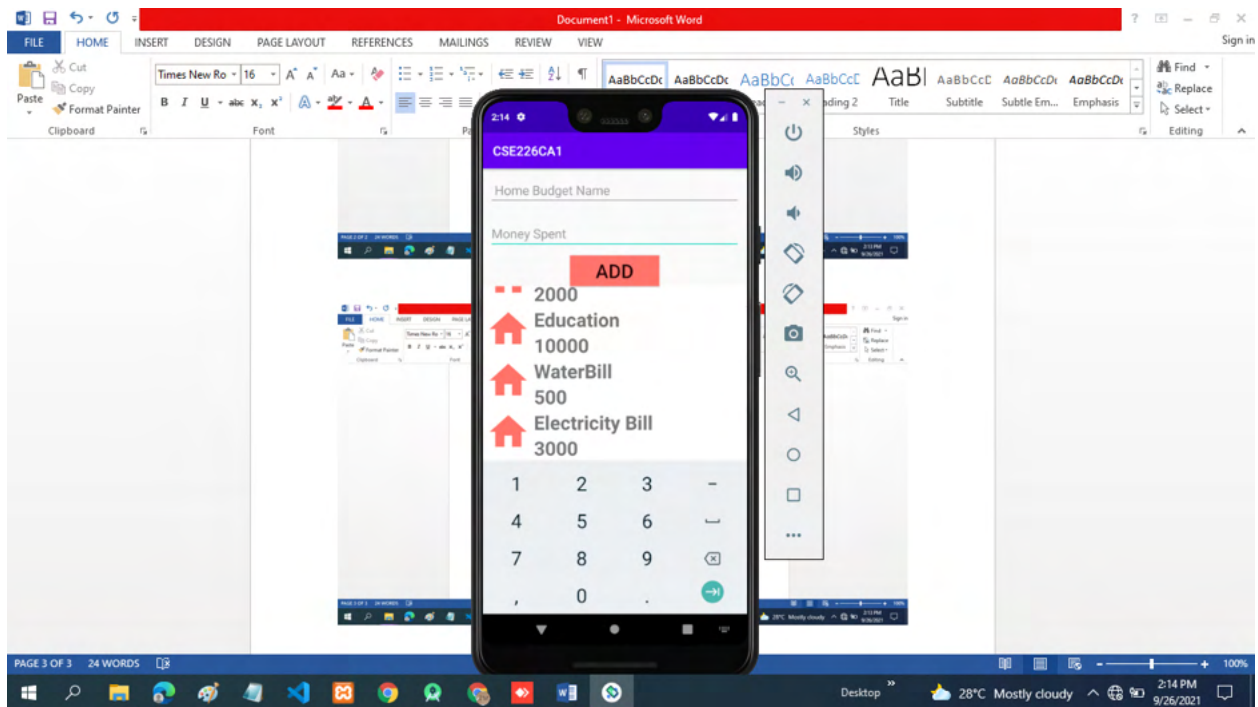 Document1 - Microsoft Word
FILE HOME INSERT DESIGN PAGE LAYOUT REFERENCES MAILINGS REVIEW VIEW Sign in
Cut
Copy
Format Painter
Paste
Times New Ro 16
AaBbCcDc AaBbCcDc AaBbCc AaBbCcD AaBl AaBbCcD AaBbCcDc AaBbCcDc
ading 2 Title Subtitle Subtle Em... Emphasis
Find
Replace
Select
Clipboard Font Styles Editing
2:14
CSE226CA1
Home Budget Name
Money Spent
ADD
2000
Education
10000
WaterBill
500
Electricity Bill
3000
1 2 3 -
4 5 6
7 8 9
, 0 .
PAGE 3 OF 3 24 WORDS 100%
Desktop 28°C Mostly cloudy 2:14 PM
9/26/2021